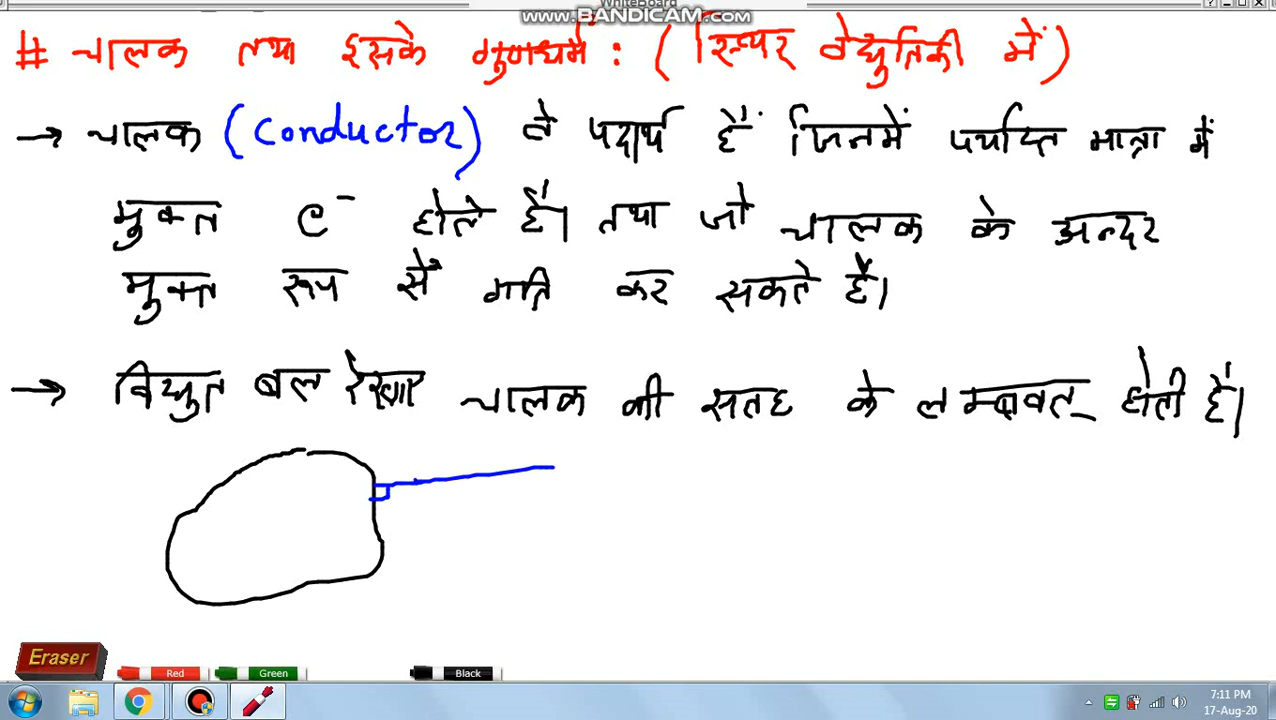 WhiteBoard
www.BANDICAM.com
# चालक तथा इसके गुणधर्म : ( स्थिर वैद्युतिकी में )
→ चालक (Conductor) वे पदार्थ हैं जिनमें पर्याप्त मात्रा में
मुक्त e⁻ होते हैं। तथा जो चालक के अन्दर
मुक्त रूप सें गति कर सकते हैं।
→ विद्युत बल रेखाएं चालक की सतह के लम्बवत् होती हैं।
Eraser
Red
Green
Black
7:11 PM
17-Aug-20